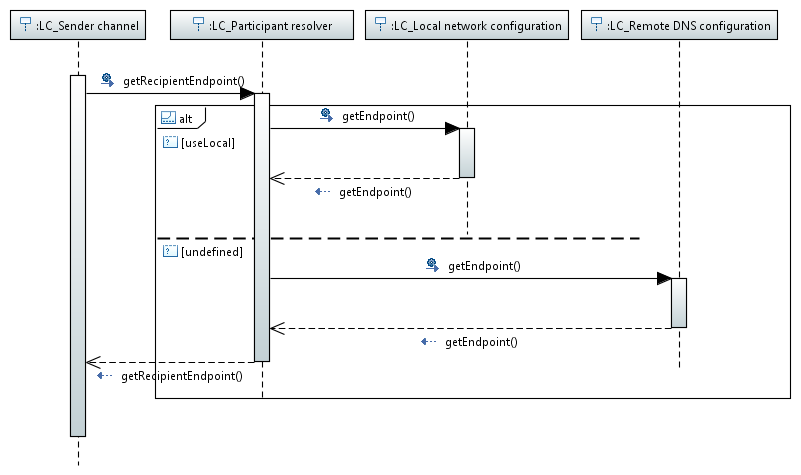 :LC_Sender channel
:LC_Participant resolver
:LC_Local network configuration
:LC_Remote DNS configuration
getRecipientEndpoint()
alt
getEndpoint()
[useLocal]
getEndpoint()
[undefined]
getEndpoint()
getEndpoint()
getRecipientEndpoint()